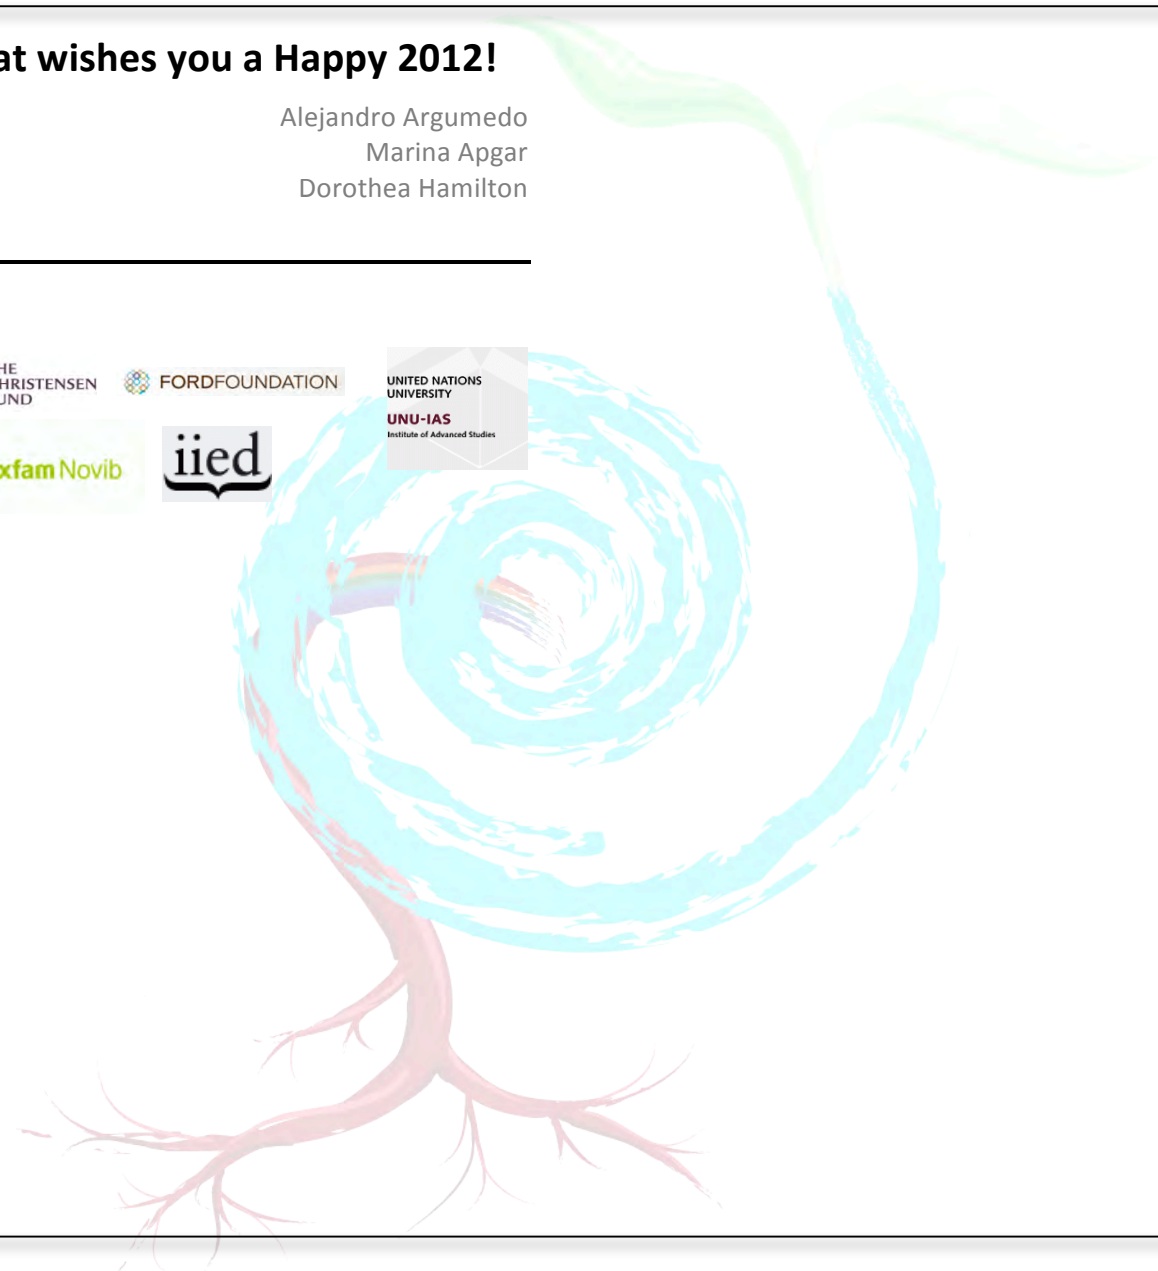 at wishes you a Happy 2012!
Alejandro Argumedo
Marina Apgar
Dorothea Hamilton
HE
HRISTENSEN
UND
FORDFOUNDATION
UNITED NATIONS
UNIVERSITY
UNU-IAS
Institute of Advanced Studies
xfam Novib
iied